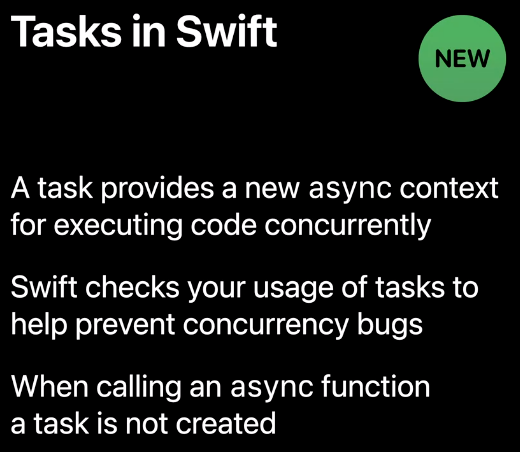 Tasks in Swift
NEW
A task provides a new async context
for executing code concurrently
Swift checks your usage of tasks to
help prevent concurrency bugs
When calling an async function
a task is not created